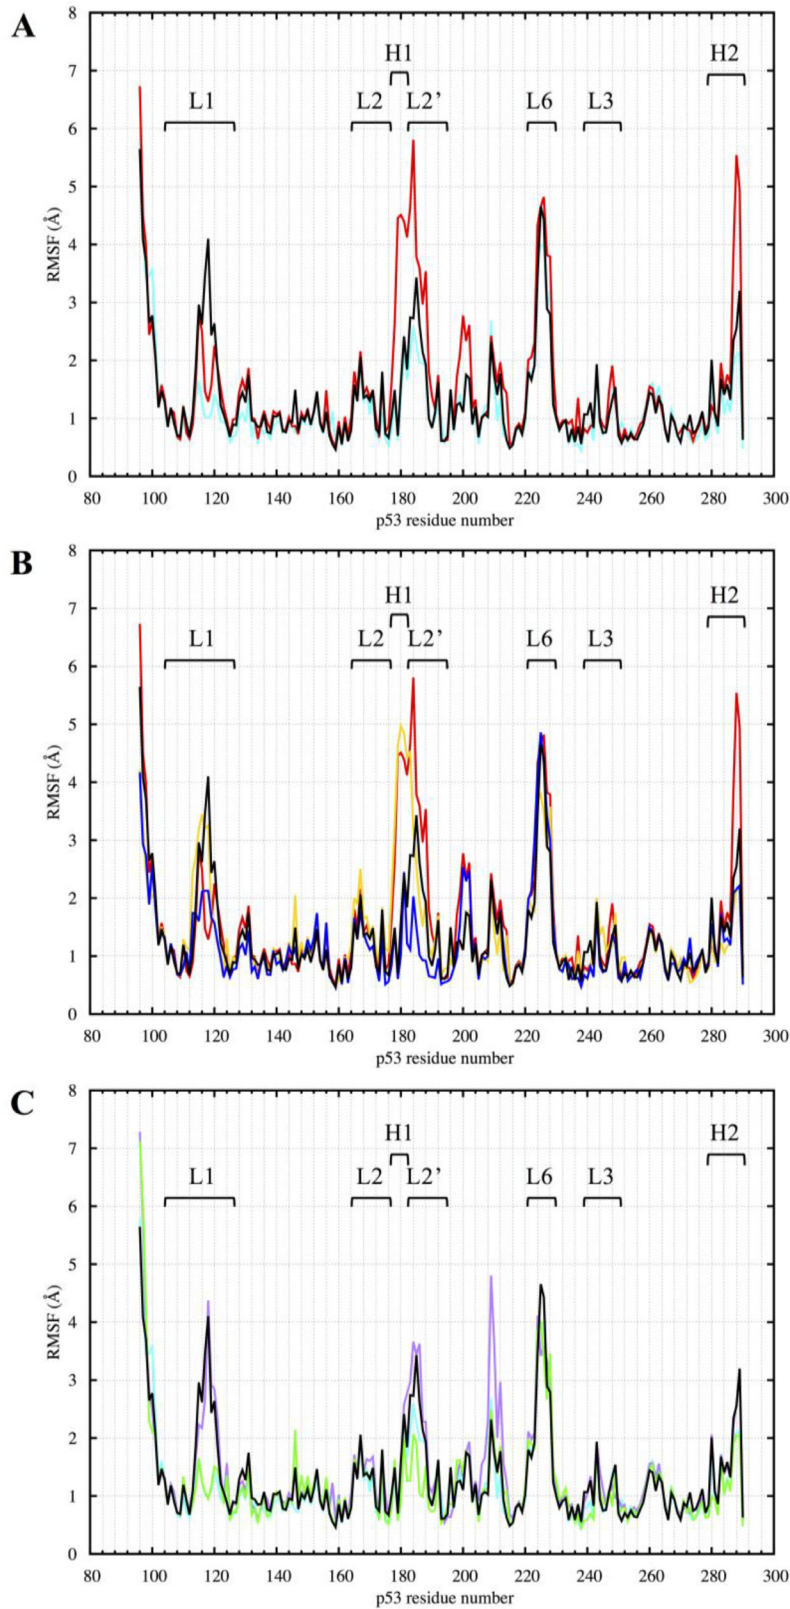 A
8
7
6
5
4
3
2
1
0
RMSF (Å)
H1
H2
L1
L2
L2’
L6
L3
80 100 120 140 160 180 200 220 240 260 280 300
p53 residue number
B
8
7
6
5
4
3
2
1
0
RMSF (Å)
H1
H2
L1
L2
L2’
L6
L3
80 100 120 140 160 180 200 220 240 260 280 300
p53 residue number
C
8
7
6
5
4
3
2
1
0
RMSF (Å)
H1
H2
L1
L2
L2’
L6
L3
80 100 120 140 160 180 200 220 240 260 280 300
p53 residue number